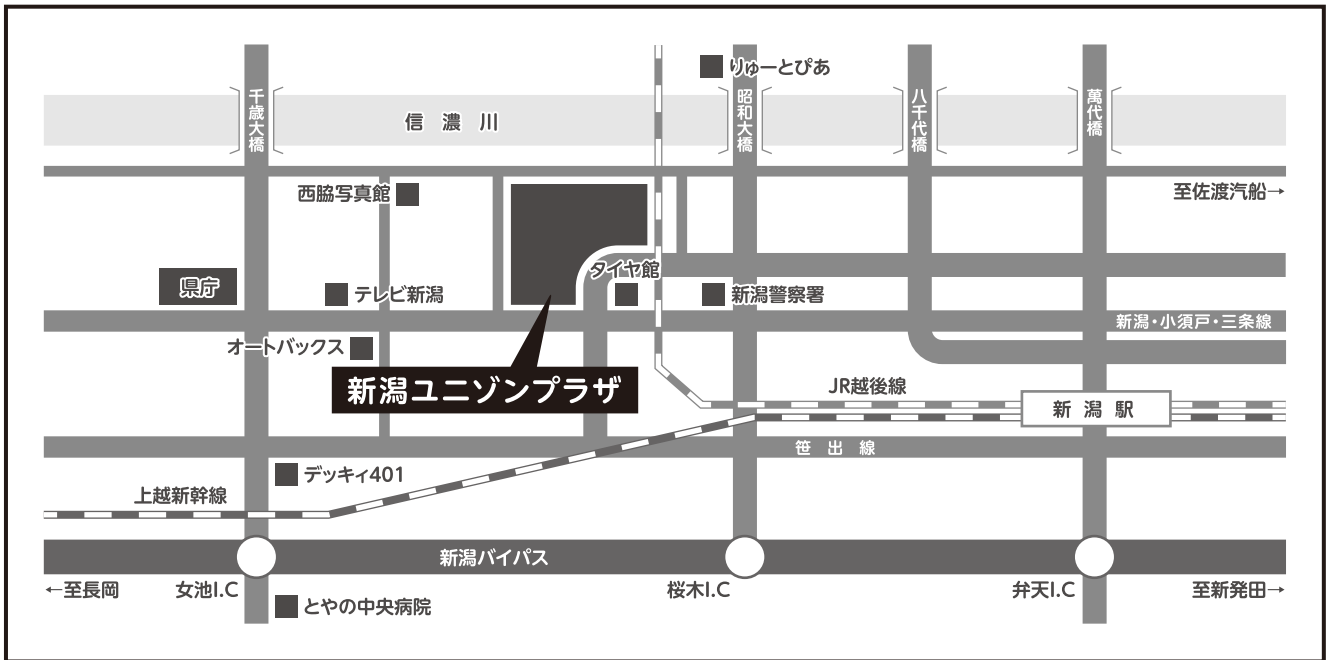 りゅーとぴあ
千歳大橋
信濃川
昭和大橋
八千代橋
萬代橋
西脇写真館
至佐渡汽船→
県庁
テレビ新潟
タイヤ館
新潟警察署
新潟・小須戸・三条線
オートバックス
新潟ユニゾンプラザ
JR越後線
新潟駅
笹出線
デッキィ401
上越新幹線
新潟バイパス
←至長岡
女池I.C
桜木I.C
弁天I.C
至新発田→
とやの中央病院